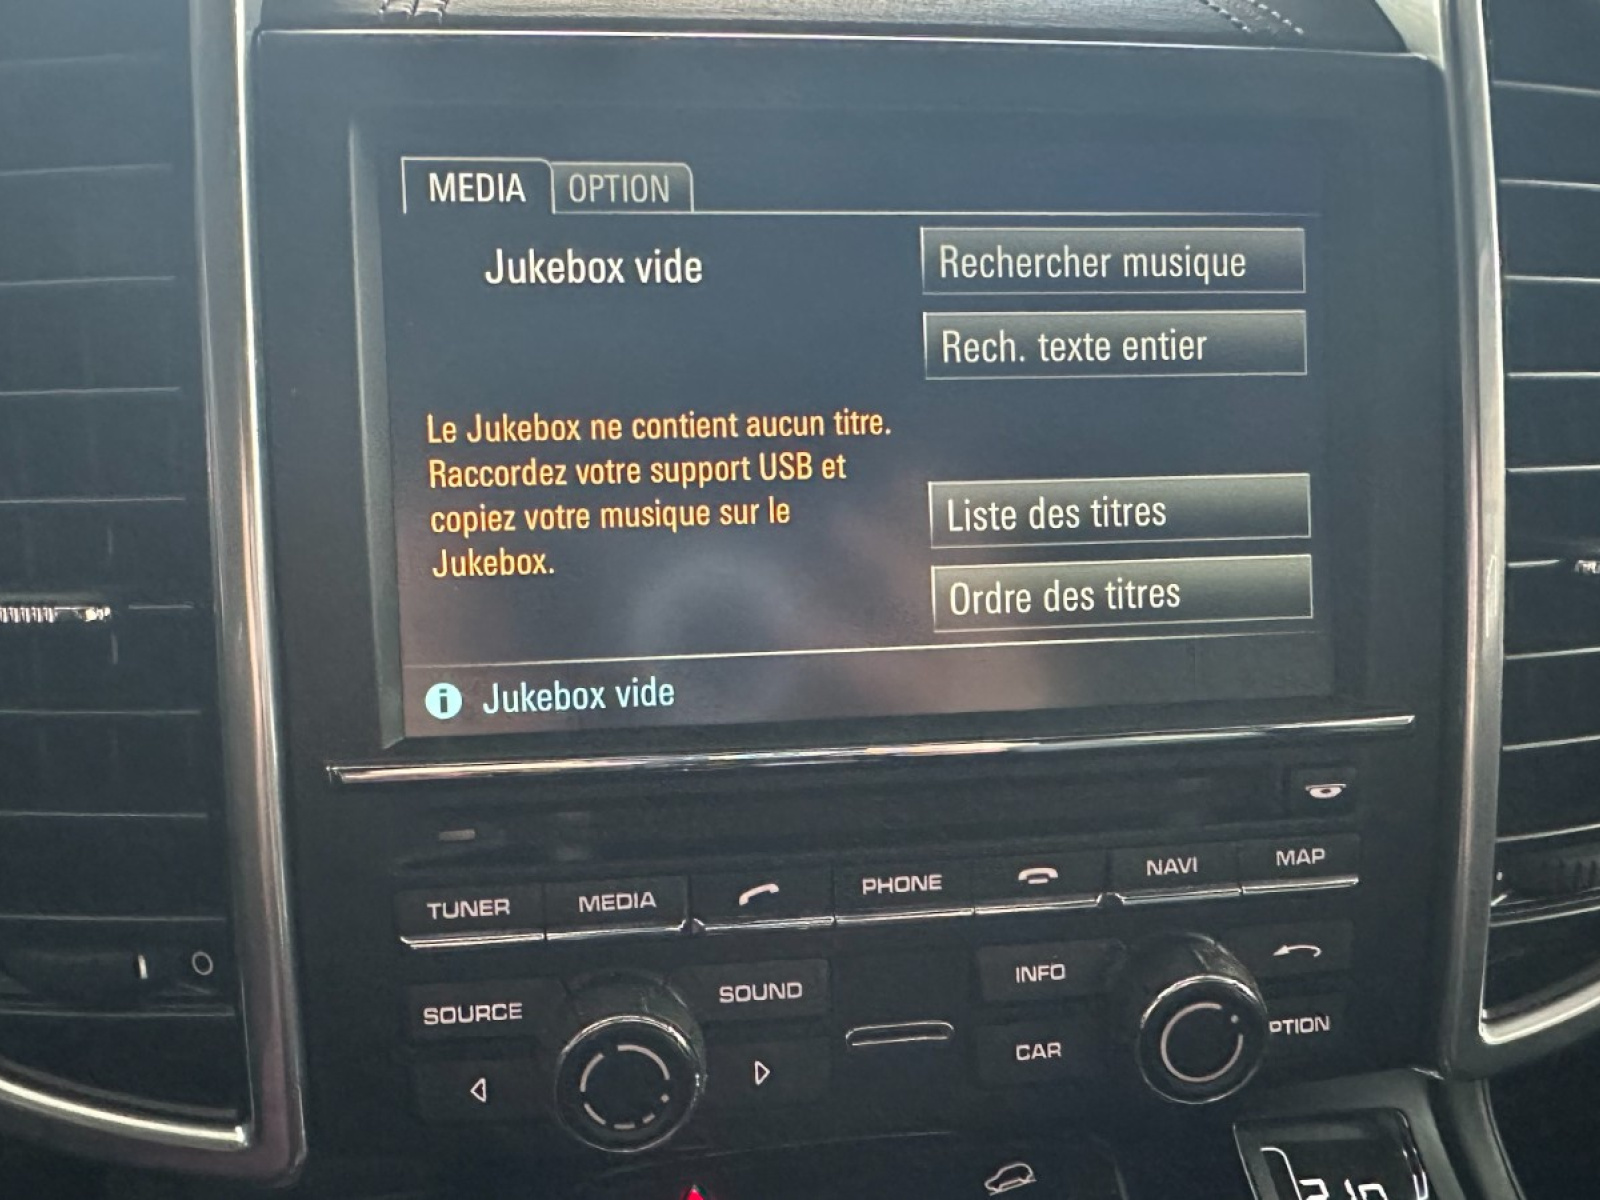 MEDIA OPTION
Jukebox vide
Rechercher musique
Rech. texte entier
Le Jukebox ne contient aucun titre.
Raccordez votre support USB et
copiez votre musique sur le
Jukebox.
Liste des titres
Ordre des titres
i Jukebox vide
TUNER MEDIA PHONE NAVI MAP
SOURCE SOUND INFO PTION
CAR